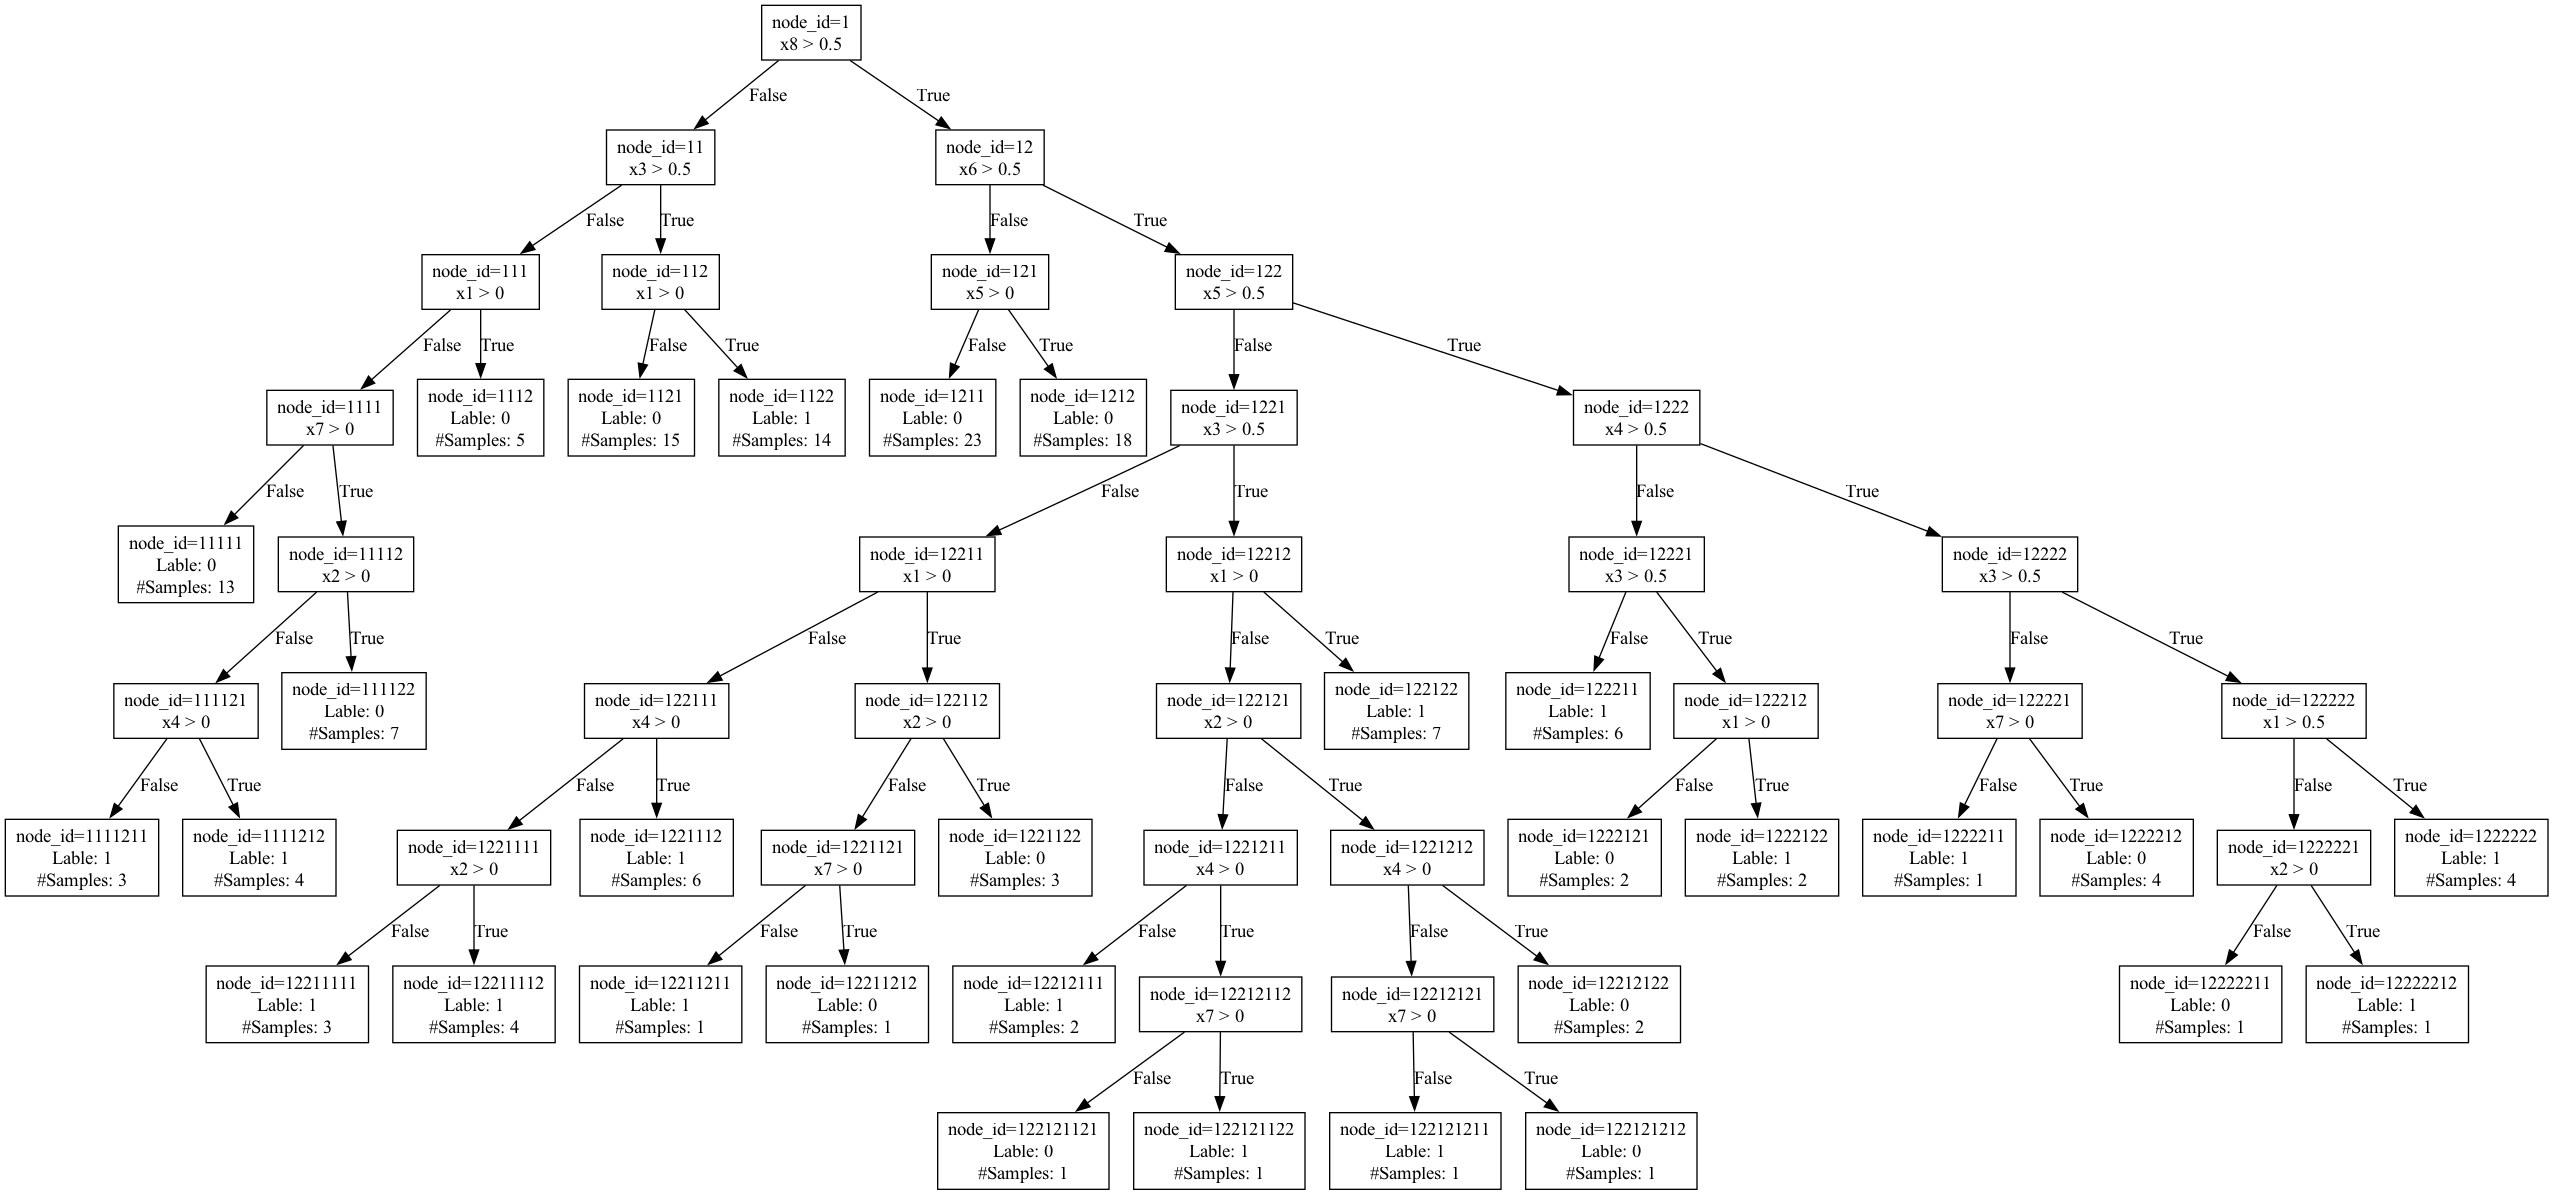 node_id=1
x8 > 0.5
False
True
node_id=11
x3 > 0.5
node_id=12
x6 > 0.5
False
True
False
True
node_id=111
x1 > 0
node_id=112
x1 > 0
node_id=121
x5 > 0
node_id=122
x5 > 0.5
False
True
False
True
False
True
False
True
node_id=1111
x7 > 0
node_id=1112
Lable: 0
#Samples: 5
node_id=1121
Lable: 0
#Samples: 15
node_id=1122
Lable: 1
#Samples: 14
node_id=1211
Lable: 0
#Samples: 23
node_id=1212
Lable: 0
#Samples: 18
node_id=1221
x3 > 0.5
node_id=1222
x4 > 0.5
False
True
False
True
False
True
node_id=11111
Lable: 0
#Samples: 13
node_id=11112
x2 > 0
node_id=12211
x1 > 0
node_id=12212
x1 > 0
node_id=12221
x3 > 0.5
node_id=12222
x3 > 0.5
False
True
False
True
False
True
False
True
False
True
node_id=111121
x4 > 0
node_id=111122
Lable: 0
#Samples: 7
node_id=122111
x4 > 0
node_id=122112
x2 > 0
node_id=122121
x2 > 0
node_id=122122
Lable: 1
#Samples: 7
node_id=122211
Lable: 1
#Samples: 6
node_id=122212
x1 > 0
node_id=122221
x7 > 0
node_id=122222
x1 > 0.5
False
True
False
True
False
True
False
True
False
True
False
True
False
True
node_id=1111211
Lable: 1
#Samples: 3
node_id=1111212
Lable: 1
#Samples: 4
node_id=1221111
x2 > 0
node_id=1221112
Lable: 1
#Samples: 6
node_id=1221121
x7 > 0
node_id=1221122
Lable: 0
#Samples: 3
node_id=1221211
x4 > 0
node_id=1221212
x4 > 0
node_id=1222121
Lable: 0
#Samples: 2
node_id=1222122
Lable: 1
#Samples: 2
node_id=1222211
Lable: 1
#Samples: 1
node_id=1222212
Lable: 0
#Samples: 4
node_id=1222221
x2 > 0
node_id=1222222
Lable: 1
#Samples: 4
False
True
False
True
False
True
False
True
False
True
node_id=12211111
Lable: 1
#Samples: 3
node_id=12211112
Lable: 1
#Samples: 4
node_id=12211211
Lable: 1
#Samples: 1
node_id=12211212
Lable: 0
#Samples: 1
node_id=12212111
Lable: 1
#Samples: 2
node_id=12212112
x7 > 0
node_id=12212121
x7 > 0
node_id=12212122
Lable: 0
#Samples: 2
node_id=12222211
Lable: 0
#Samples: 1
node_id=12222212
Lable: 1
#Samples: 1
False
True
False
True
node_id=122121121
Lable: 0
#Samples: 1
node_id=122121122
Lable: 1
#Samples: 1
node_id=122121211
Lable: 1
#Samples: 1
node_id=122121212
Lable: 0
#Samples: 1